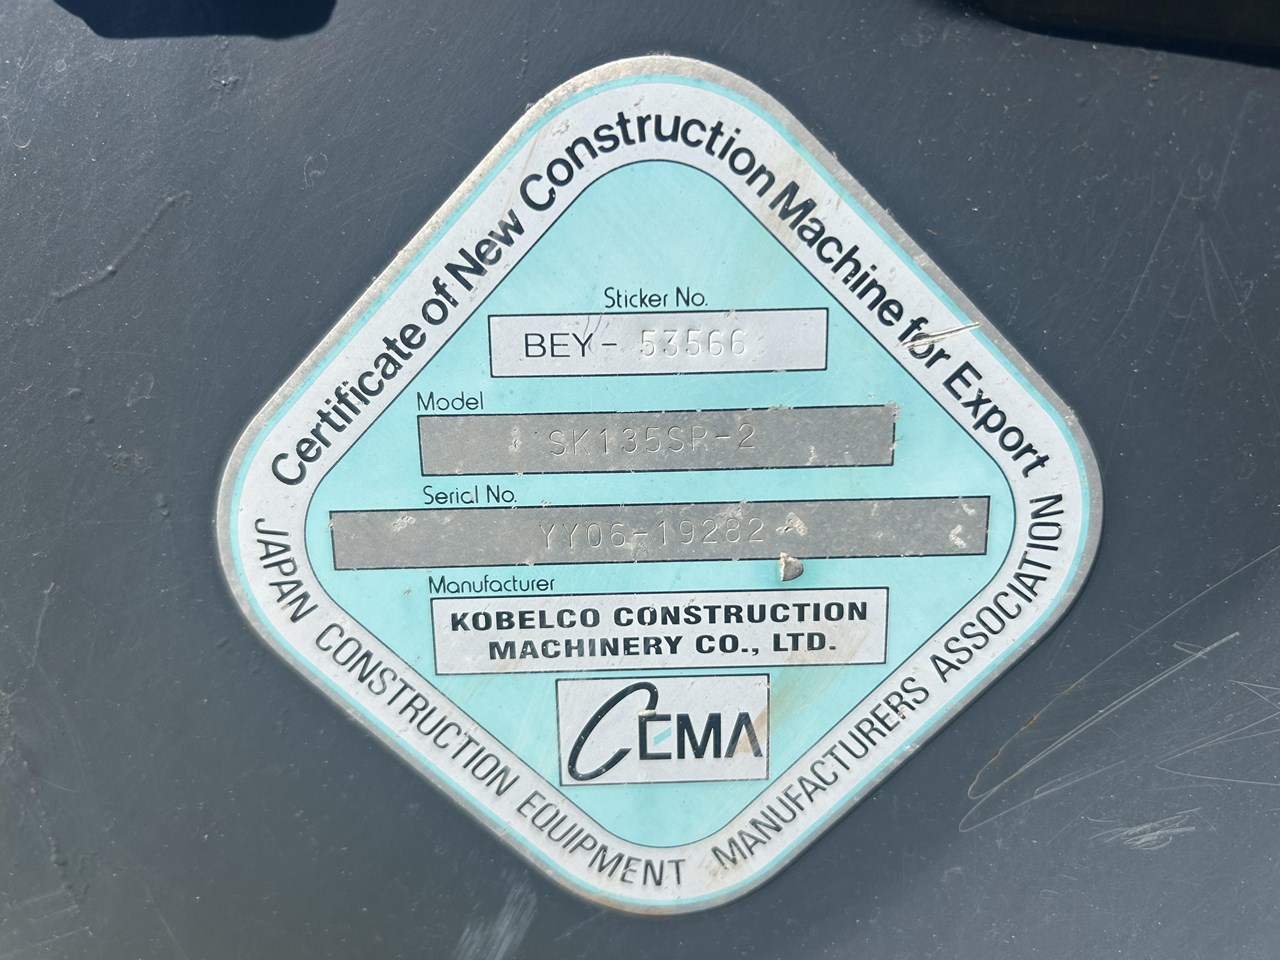 Certificate of New Construction Machine for Export
Sticker No.
BEY- 53566
Model
SK135SR-2
Serial No.
YY06-19282
Manufacturer
KOBELCO CONSTRUCTION
MACHINERY CO., LTD.
CEMA
JAPAN CONSTRUCTION EQUIPMENT MANUFACTURERS ASSOCIATION